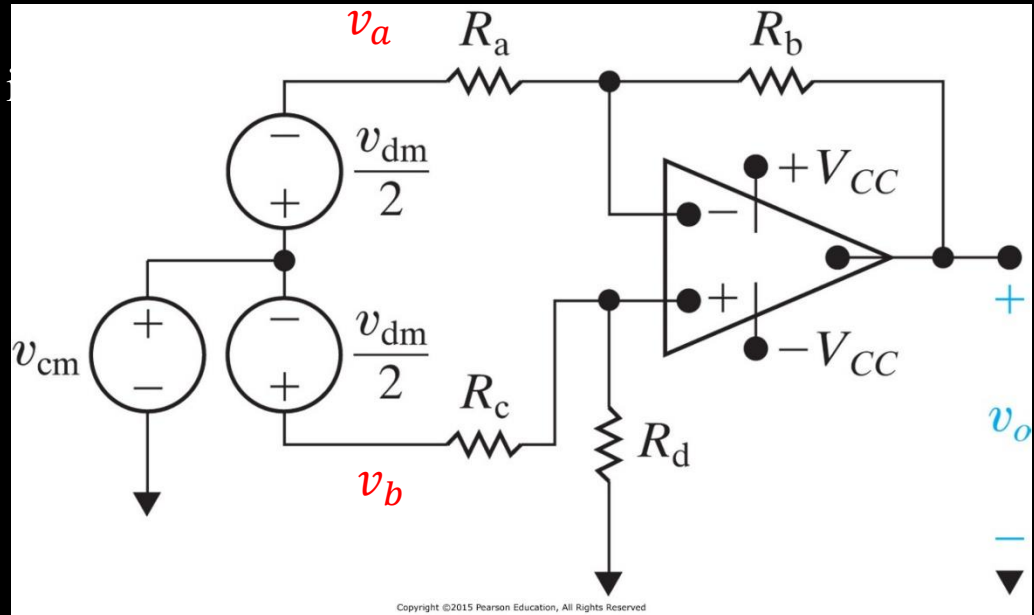 v_a
R_a
R_b
−
v_dm/2
+
+V_CC
−
+
−V_CC
+
v_cm
−
−
v_dm/2
+
R_c
R_d
v_b
+
v_o
−
Copyright ©2015 Pearson Education, All Rights Reserved